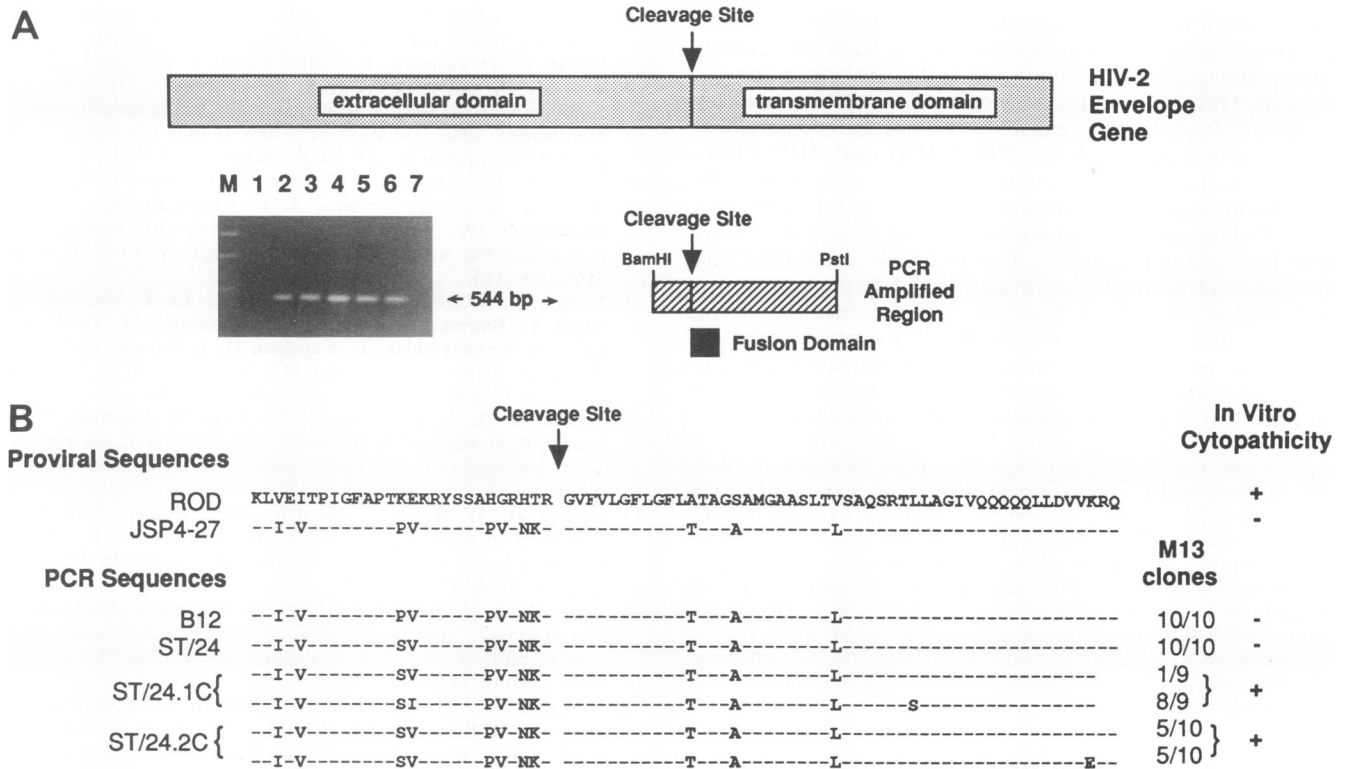 A
Cleavage Site
extracellular domain
transmembrane domain
HIV-2
Envelope
Gene
M 1 2 3 4 5 6 7
544 bp
Cleavage Site
BamHI
PstI
PCR
Amplified
Region
Fusion Domain
B
Cleavage Site
In Vitro
Cytopathicity
Proviral Sequences
ROD KLVEITPIGFAPTKEKRYSSAHGRHTR GVFVLGFLGFLATAGSAMGAASLTVSAQSRTLLAGIVQQQQQLLDVVKRQ +
JSP4-27 --I-V--------PV------PV-NK- -----------T---A--------L------------------------- -
M13
clones
PCR Sequences
B12 --I-V--------PV------PV-NK- -----------T---A--------L------------------------- 10/10 -
ST/24 --I-V--------SV------PV-NK- -----------T---A--------L------------------------- 10/10 -
ST/24.1C{ --I-V--------SV------PV-NK- -----------T---A--------L----------------------- 1/9 } +
--I-V--------SI------PV-NK- -----------T---A--------L------S---------------- 8/9
ST/24.2C{ --I-V--------SV------PV-NK- -----------T---A--------L------------------------- 5/10 } +
--I-V--------SV------PV-NK- -----------T---A--------L----------------------E-- 5/10